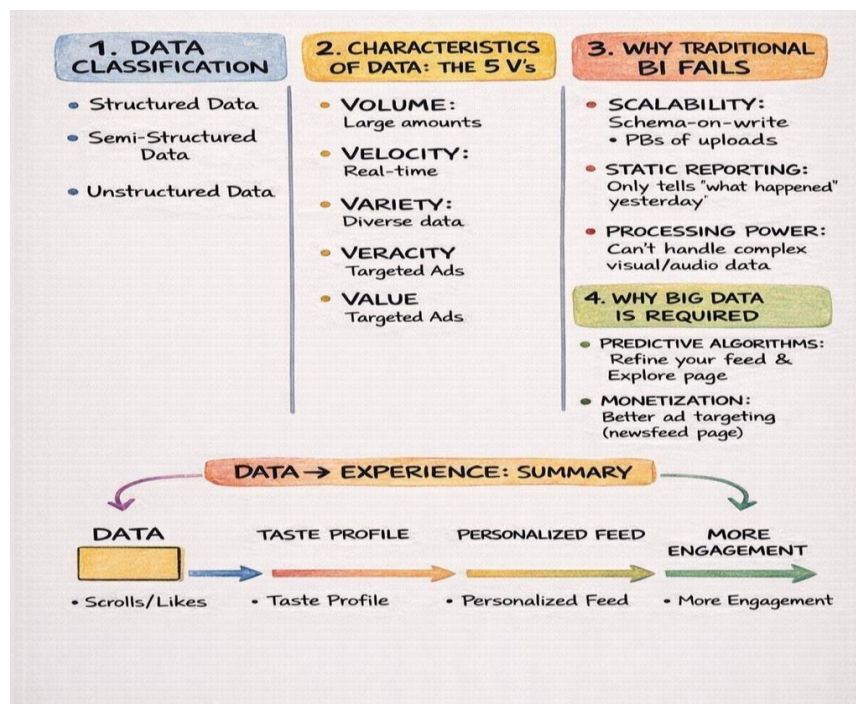 1. DATA
CLASSIFICATION
• Structured Data
• Semi-Structured
Data
• Unstructured Data
2. CHARACTERISTICS
OF DATA: THE 5 V's
• VOLUME:
Large amounts
• VELOCITY:
Real-time
• VARIETY:
Diverse data
• VERACITY
Targeted Ads
• VALUE
Targeted Ads
3. WHY TRADITIONAL
BI FAILS
• SCALABILITY:
Schema-on-write
• PBs of uploads
• STATIC REPORTING:
Only tells "what happened"
yesterday"
• PROCESSING POWER:
Can't handle complex
visual/audio data
4. WHY BIG DATA
IS REQUIRED
• PREDICTIVE ALGORITHMS:
Refine your feed &
Explore page
• MONETIZATION:
Better ad targeting
(newsfeed page)
DATA → EXPERIENCE: SUMMARY
DATA
• Scrolls/Likes
TASTE PROFILE
• Taste Profile
PERSONALIZED FEED
• Personalized Feed
MORE
ENGAGEMENT
• More Engagement